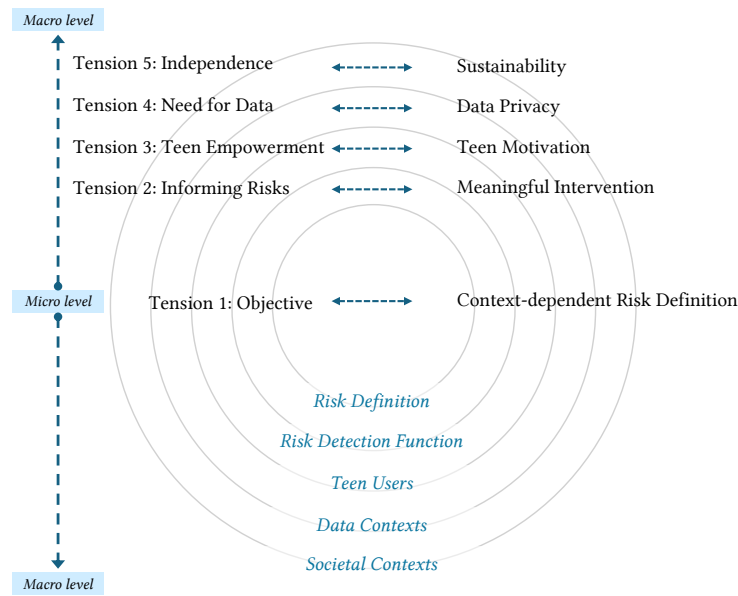 Macro level
Tension 5: Independence Sustainability
Tension 4: Need for Data Data Privacy
Tension 3: Teen Empowerment Teen Motivation
Tension 2: Informing Risks Meaningful Intervention
Micro level
Tension 1: Objective Context-dependent Risk Definition
Risk Definition
Risk Detection Function
Teen Users
Data Contexts
Societal Contexts
Macro level